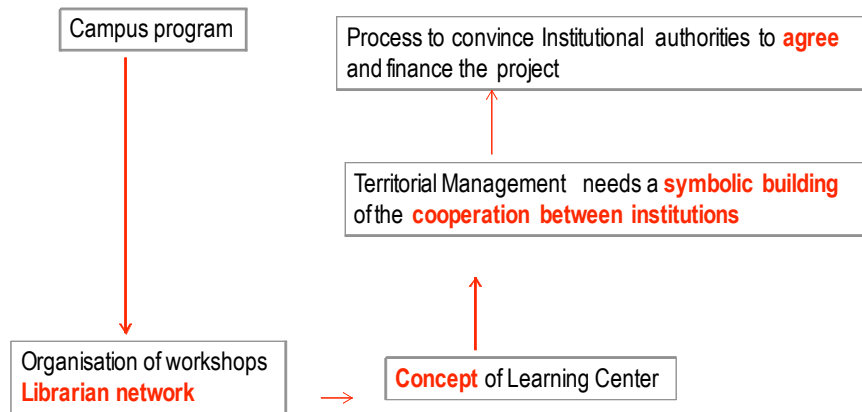 Campus program
Process to convince Institutional authorities to agree
and finance the project
Territorial Management needs a symbolic building
of the cooperation between institutions
Organisation of workshops
Librarian network
Concept of Learning Center